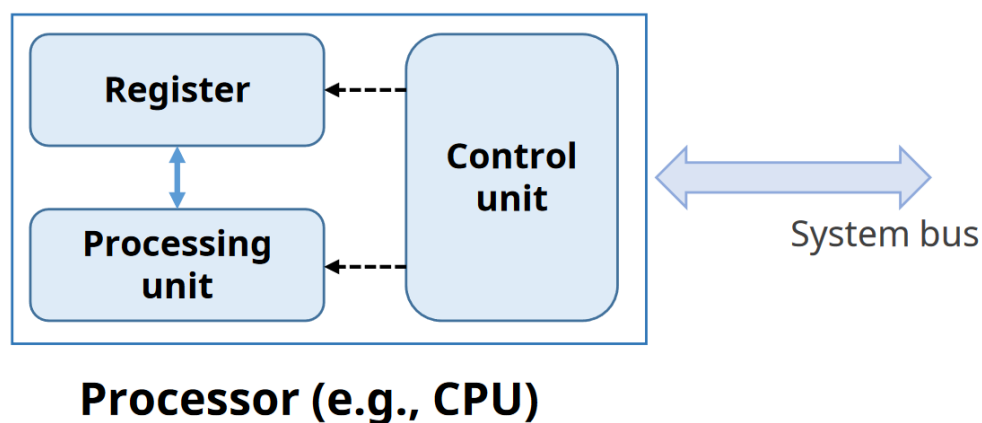 Register
Control
unit
Processing
unit
System bus
Processor (e.g., CPU)